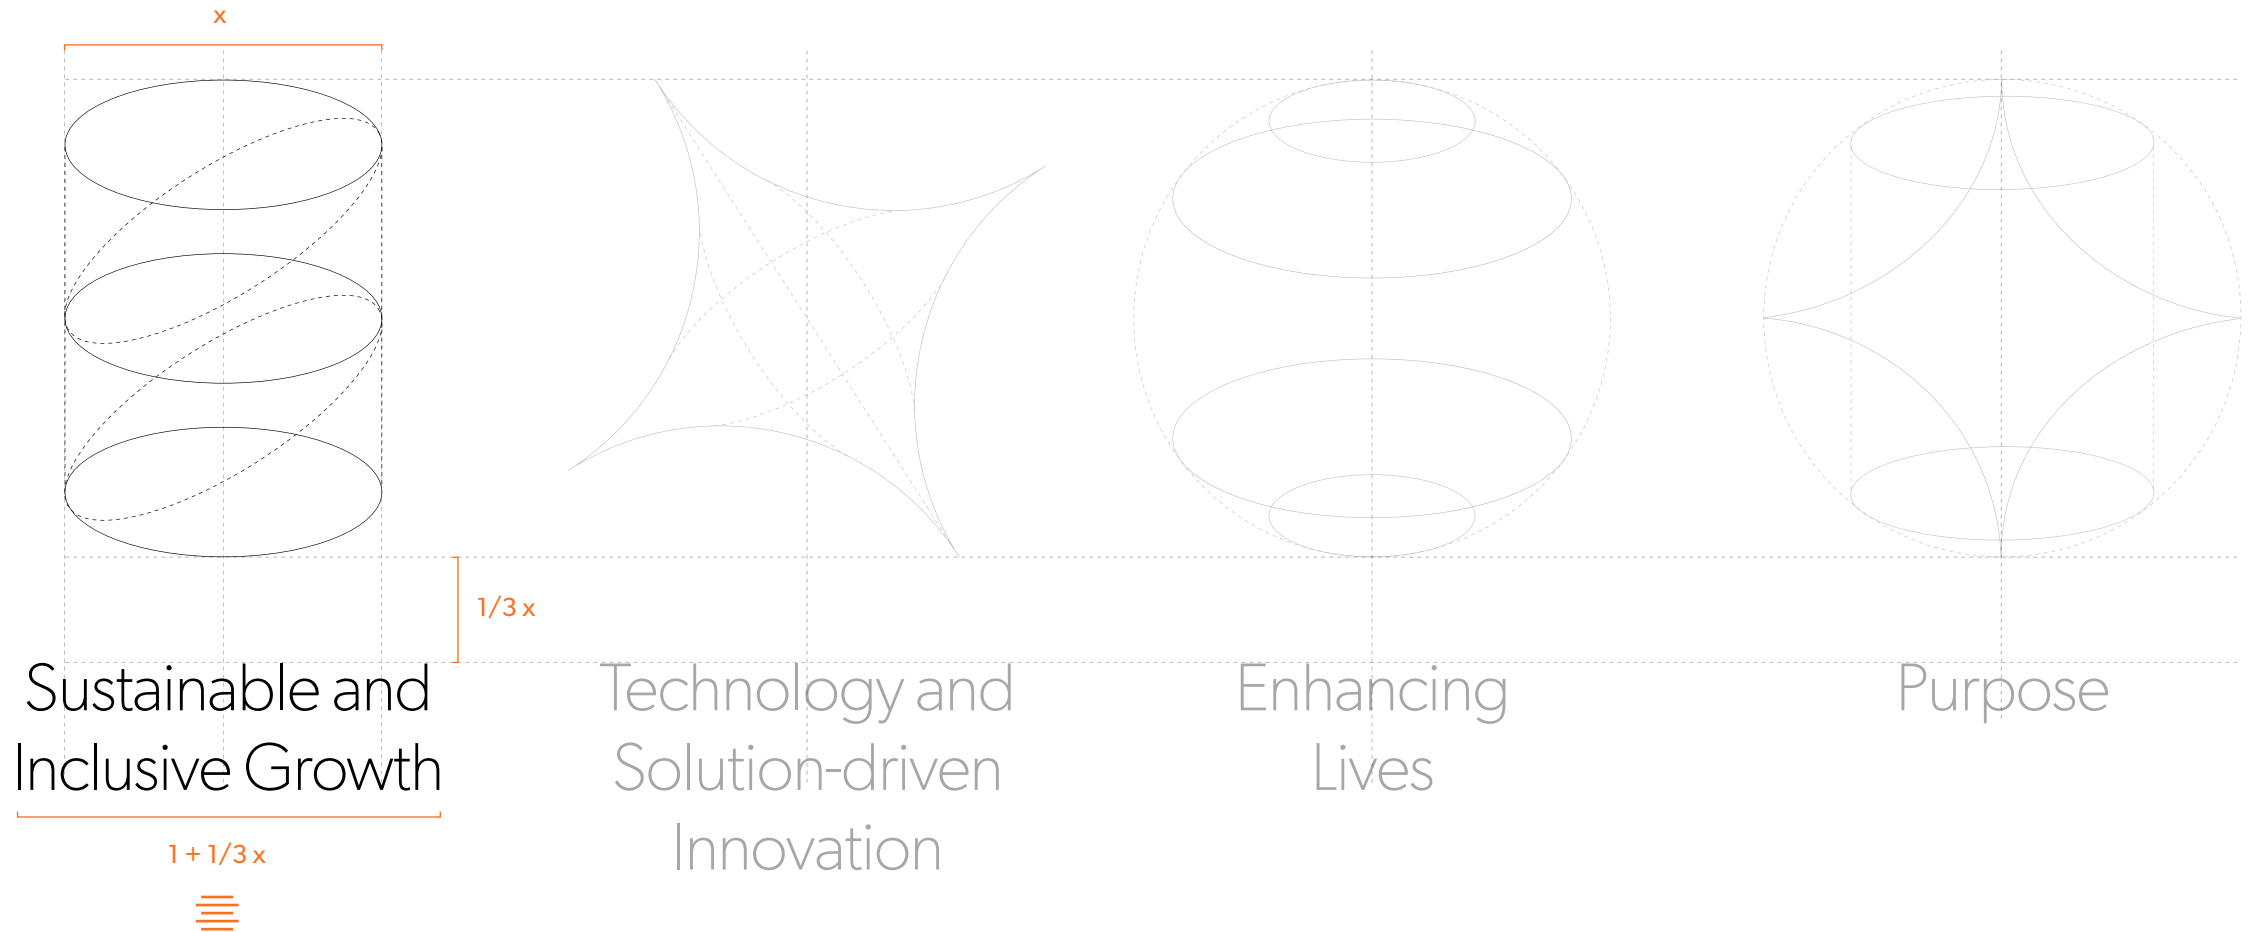 x
1/3 x
Sustainable and
Inclusive Growth
1 + 1/3 x
Technology and
Solution-driven
Innovation
Enhancing
Lives
Purpose